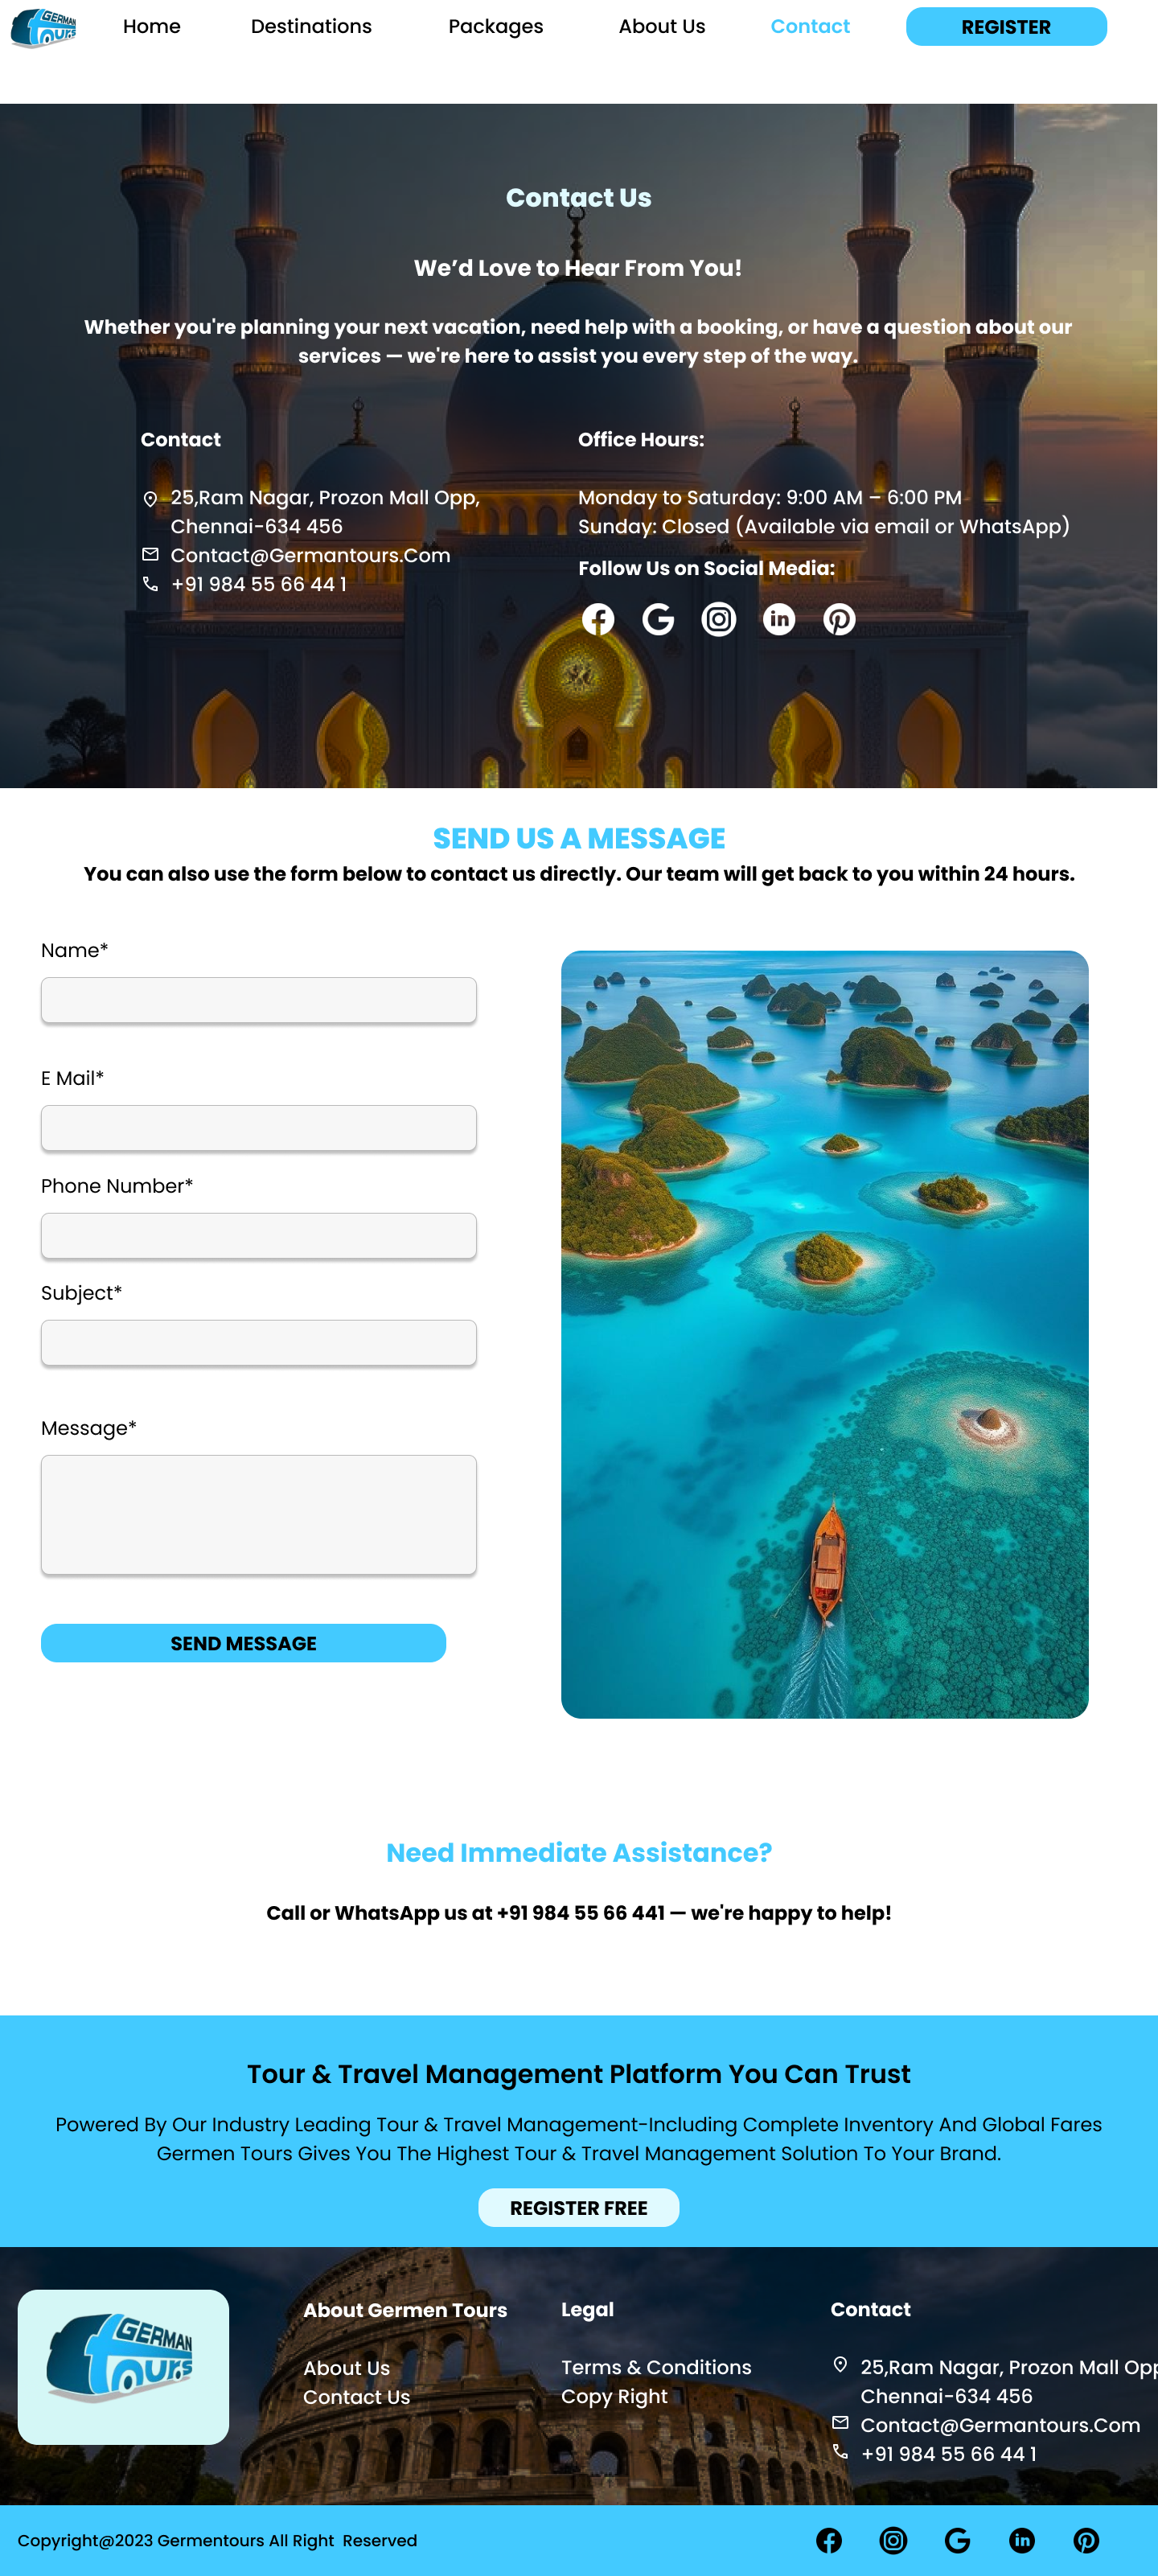 GERMAN
Tours
Home
Destinations
Packages
About Us
Contact
REGISTER
Contact Us
We’d Love to Hear From You!
Whether you're planning your next vacation, need help with a booking, or have a question about our
services — we're here to assist you every step of the way.
Contact
25,Ram Nagar, Prozon Mall Opp,
Chennai-634 456
Contact@Germantours.Com
+91 984 55 66 44 1
Office Hours:
Monday to Saturday: 9:00 AM – 6:00 PM
Sunday: Closed (Available via email or WhatsApp)
Follow Us on Social Media:
SEND US A MESSAGE
You can also use the form below to contact us directly. Our team will get back to you within 24 hours.
Name*
E Mail*
Phone Number*
Subject*
Message*
SEND MESSAGE
Need Immediate Assistance?
Call or WhatsApp us at +91 984 55 66 441 — we're happy to help!
Tour & Travel Management Platform You Can Trust
Powered By Our Industry Leading Tour & Travel Management-Including Complete Inventory And Global Fares
Germen Tours Gives You The Highest Tour & Travel Management Solution To Your Brand.
REGISTER FREE
GERMAN
Tours
About Germen Tours
About Us
Contact Us
Legal
Terms & Conditions
Copy Right
Contact
25,Ram Nagar, Prozon Mall Opp
Chennai-634 456
Contact@Germantours.Com
+91 984 55 66 44 1
Copyright@2023 Germentours All Right Reserved